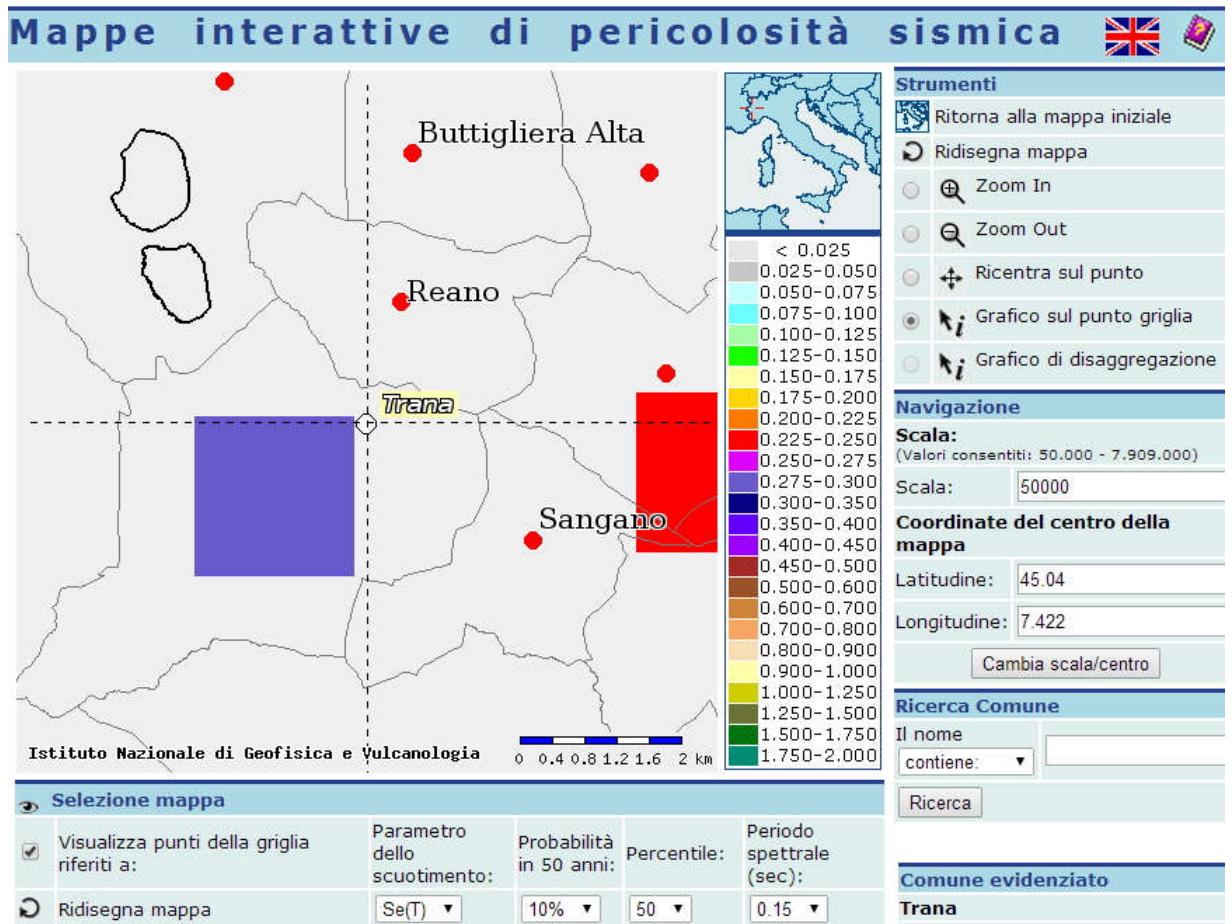 Mappe interattive di pericolosità sismica
Buttigliera Alta
Reano
Trana
Sangano
Istituto Nazionale di Geofisica e Vulcanologia
0 0.4 0.8 1.2 1.6 2 km
< 0.025
0.025-0.050
0.050-0.075
0.075-0.100
0.100-0.125
0.125-0.150
0.150-0.175
0.175-0.200
0.200-0.225
0.225-0.250
0.250-0.275
0.275-0.300
0.300-0.350
0.350-0.400
0.400-0.450
0.450-0.500
0.500-0.600
0.600-0.700
0.700-0.800
0.800-0.900
0.900-1.000
1.000-1.250
1.250-1.500
1.500-1.750
1.750-2.000
Strumenti
Ritorna alla mappa iniziale
Ridisegna mappa
Zoom In
Zoom Out
Ricentra sul punto
Grafico sul punto griglia
Grafico di disaggregazione
Navigazione
Scala:
(Valori consentiti: 50.000 - 7.909.000)
Scala: 50000
Coordinate del centro della
mappa
Latitudine: 45.04
Longitudine: 7.422
Cambia scala/centro
Ricerca Comune
Il nome
contiene:
Ricerca
Comune evidenziato
Trana
Selezione mappa
Visualizza punti della griglia
riferiti a:
Parametro
dello
scuotimento:
Probabilità
in 50 anni:
Percentile:
Periodo
spettrale
(sec):
Ridisegna mappa
Se(T)
10%
50
0.15